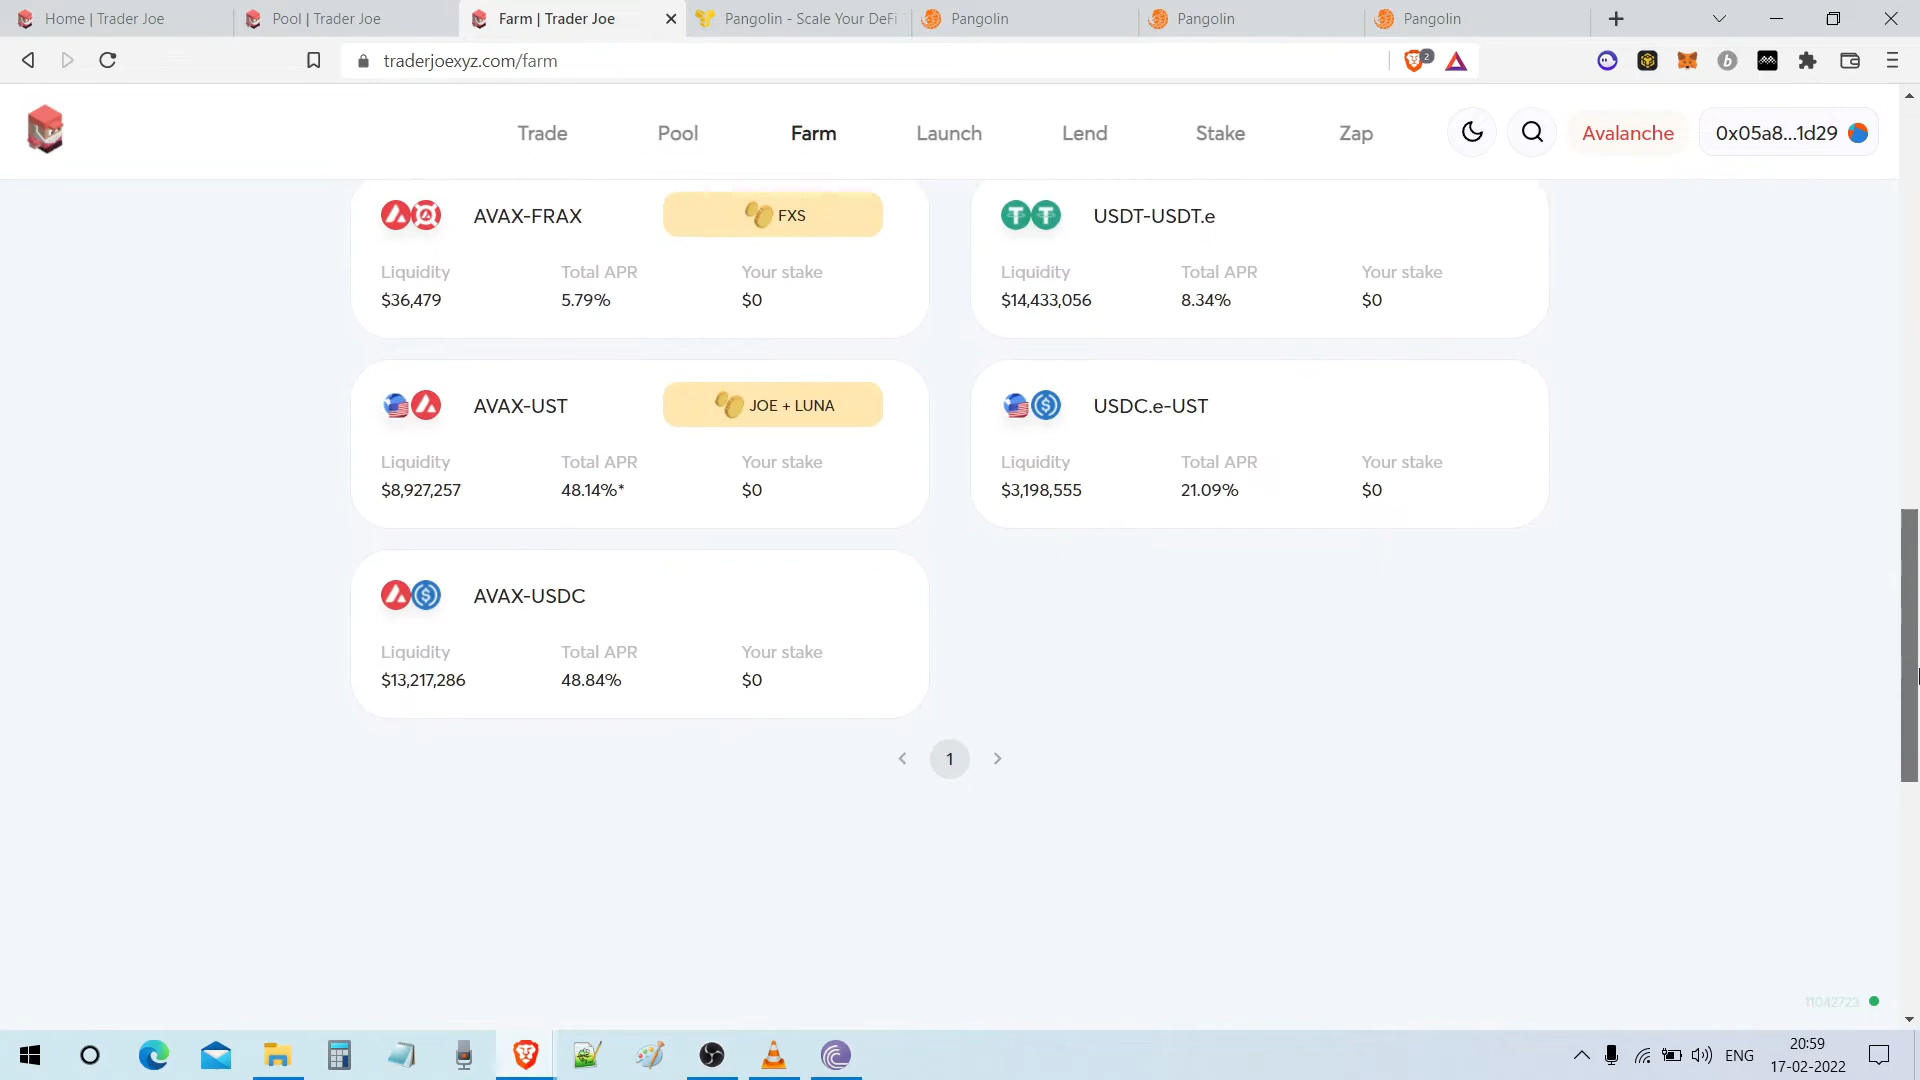 Home | Trader Joe
Pool | Trader Joe
Farm | Trader Joe
Pangolin - Scale Your DeFi
Pangolin
Pangolin
Pangolin
traderjoexyz.com/farm
2
Trade
Pool
Farm
Launch
Lend
Stake
Zap
Avalanche
0x05a8...1d29
AVAX-FRAX
FXS
Liquidity Total APR Your stake
$36,479 5.79% $0
USDT-USDT.e
Liquidity Total APR Your stake
$14,433,056 8.34% $0
AVAX-UST
JOE + LUNA
Liquidity Total APR Your stake
$8,927,257 48.14%* $0
USDC.e-UST
Liquidity Total APR Your stake
$3,198,555 21.09% $0
AVAX-USDC
Liquidity Total APR Your stake
$13,217,286 48.84% $0
1
11042723
ENG
20:59
17-02-2022